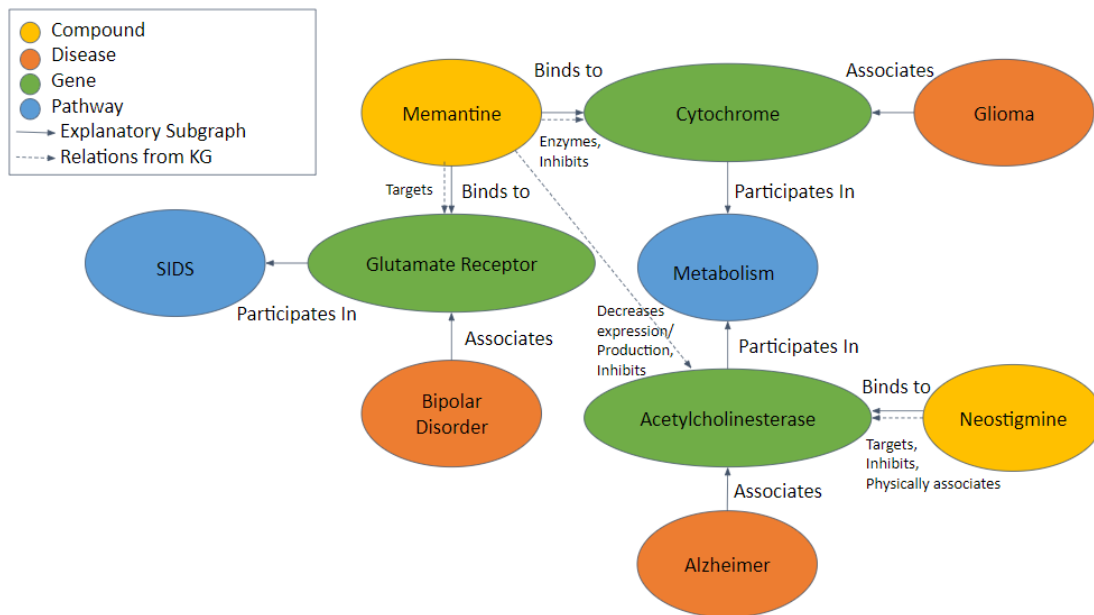 Compound
Disease
Gene
Pathway
Explanatory Subgraph
Relations from KG
Binds to
Associates
Memantine
Cytochrome
Glioma
Enzymes,
Inhibits
Targets
Binds to
Participates In
SIDS
Glutamate Receptor
Metabolism
Participates In
Decreases
expression/
Production,
Inhibits
Associates
Participates In
Bipolar
Disorder
Acetylcholinesterase
Binds to
Neostigmine
Targets,
Inhibits,
Physically associates
Associates
Alzheimer